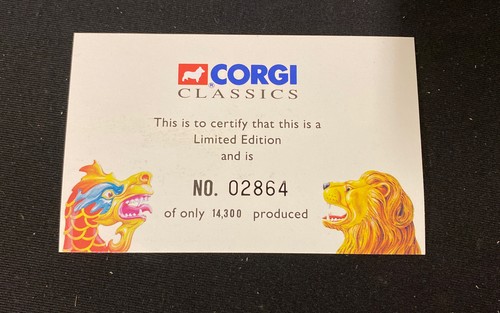 CORGI
®
CLASSICS
This is to certify that this is a
Limited Edition
and is
NO. 02864
of only 14,300 produced